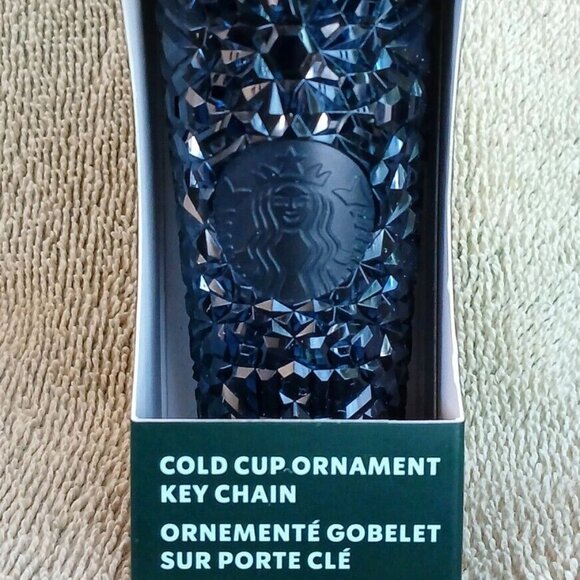 COLD CUP ORNAMENT
KEY CHAIN
ORNEMENTÉ GOBELET
SUR PORTE CLÉ